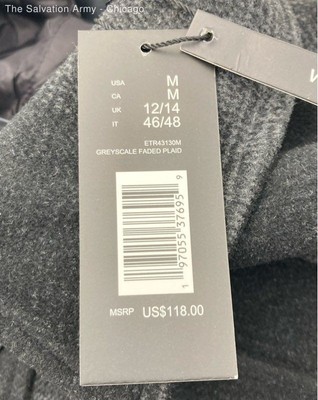 The Salvation Army - Chicago
USA M
CA M
UK 12/14
IT 46/48
ETR43130M
GREYSCALE FADED PLAID
1 97055 37695 9
MSRP US$118.00